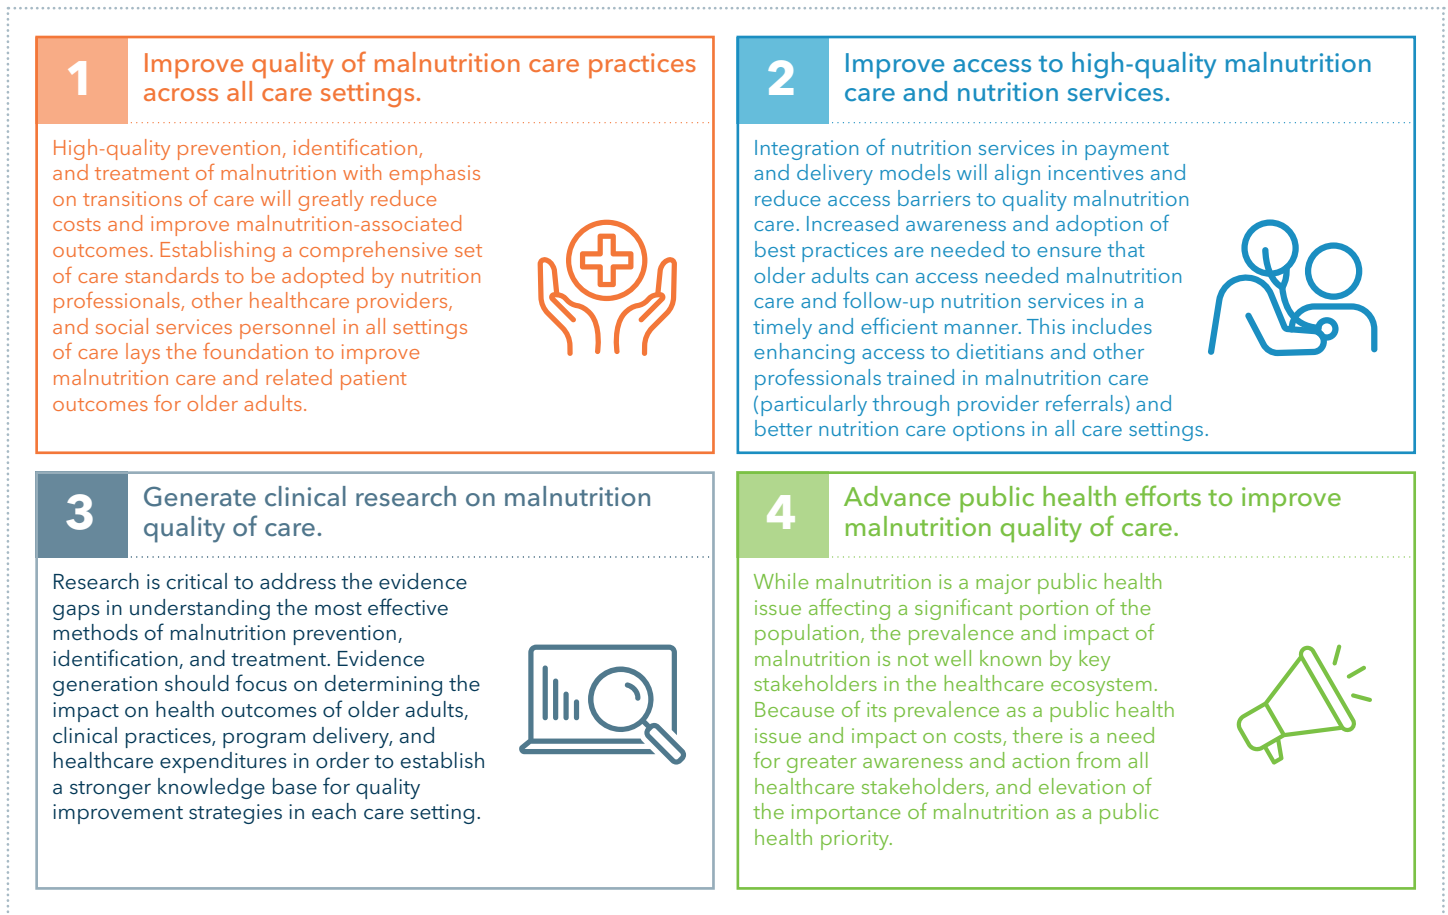 1
Improve quality of malnutrition care practices
across all care settings.
High-quality prevention, identification,
and treatment of malnutrition with emphasis
on transitions of care will greatly reduce
costs and improve malnutrition-associated
outcomes. Establishing a comprehensive set
of care standards to be adopted by nutrition
professionals, other healthcare providers,
and social services personnel in all settings
of care lays the foundation to improve
malnutrition care and related patient
outcomes for older adults.
2
Improve access to high-quality malnutrition
care and nutrition services.
Integration of nutrition services in payment
and delivery models will align incentives and
reduce access barriers to quality malnutrition
care. Increased awareness and adoption of
best practices are needed to ensure that
older adults can access needed malnutrition
care and follow-up nutrition services in a
timely and efficient manner. This includes
enhancing access to dietitians and other
professionals trained in malnutrition care
(particularly through provider referrals) and
better nutrition care options in all care settings.
3
Generate clinical research on malnutrition
quality of care.
Research is critical to address the evidence
gaps in understanding the most effective
methods of malnutrition prevention,
identification, and treatment. Evidence
generation should focus on determining the
impact on health outcomes of older adults,
clinical practices, program delivery, and
healthcare expenditures in order to establish
a stronger knowledge base for quality
improvement strategies in each care setting.
4
Advance public health efforts to improve
malnutrition quality of care.
While malnutrition is a major public health
issue affecting a significant portion of the
population, the prevalence and impact of
malnutrition is not well known by key
stakeholders in the healthcare ecosystem.
Because of its prevalence as a public health
issue and impact on costs, there is a need
for greater awareness and action from all
healthcare stakeholders, and elevation of
the importance of malnutrition as a public
health priority.